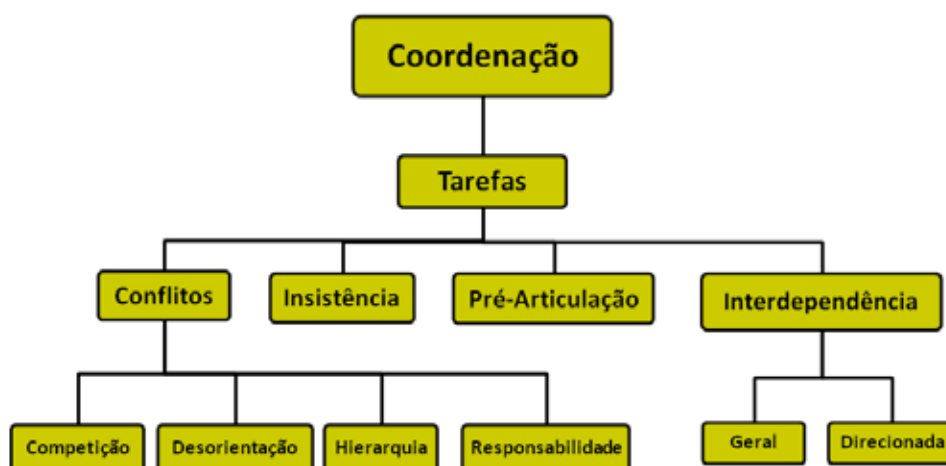 Coordenação
Tarefas
Conflitos
Insistência
Pré-Articulação
Interdependência
Competição
Desorientação
Hierarquia
Responsabilidade
Geral
Direcionada